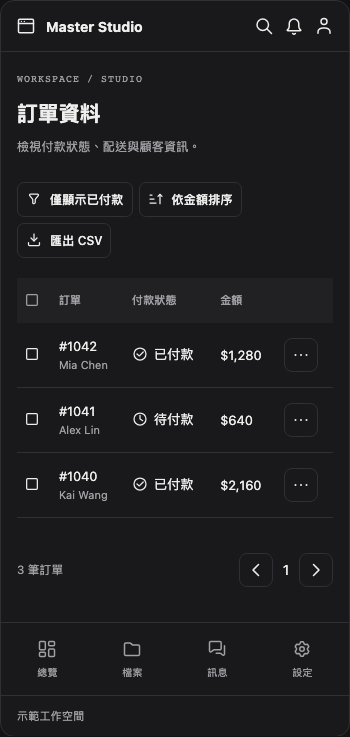 Master Studio
WORKSPACE / STUDIO
訂單資料
檢視付款狀態、配送與顧客資訊。
僅顯示已付款
依金額排序
匯出 CSV
訂單 付款狀態 金額
#1042
Mia Chen
已付款 $1,280
#1041
Alex Lin
待付款 $640
#1040
Kai Wang
已付款 $2,160
3 筆訂單 1
總覽 檔案 訊息 設定
示範工作空間